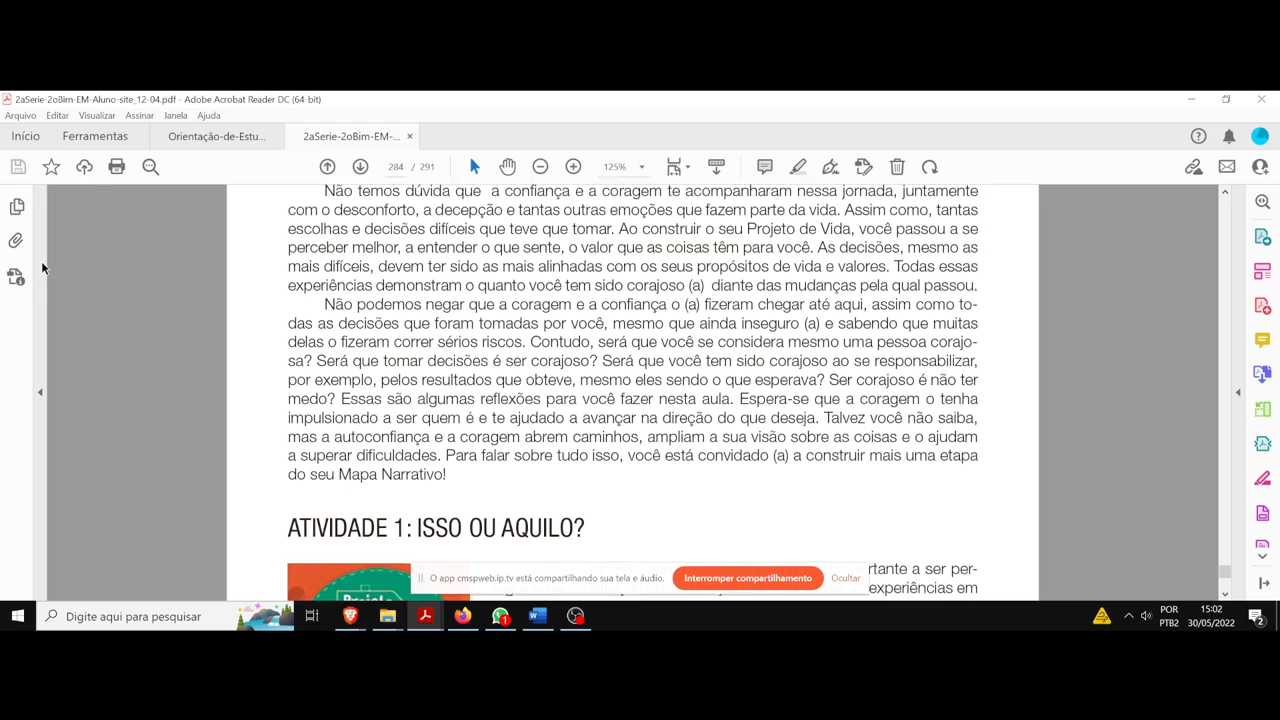 2aSerie-2oBim-EM-Aluno-site_12-04.pdf - Adobe Acrobat Reader DC (64-bit)
Arquivo Editar Visualizar Assinar Janela Ajuda
Início Ferramentas Orientação-de-Estu... 2aSerie-2oBim-EM-... ×
284 / 291 125%
Não temos dúvida que a confiança e a coragem te acompanharam nessa jornada, juntamente
com o desconforto, a decepção e tantas outras emoções que fazem parte da vida. Assim como, tantas
escolhas e decisões difíceis que teve que tomar. Ao construir o seu Projeto de Vida, você passou a se
perceber melhor, a entender o que sente, o valor que as coisas têm para você. As decisões, mesmo as
mais difíceis, devem ter sido as mais alinhadas com os seus propósitos de vida e valores. Todas essas
experiências demonstram o quanto você tem sido corajoso (a) diante das mudanças pela qual passou.
Não podemos negar que a coragem e a confiança o (a) fizeram chegar até aqui, assim como to-
das as decisões que foram tomadas por você, mesmo que ainda inseguro (a) e sabendo que muitas
delas o fizeram correr sérios riscos. Contudo, será que você se considera mesmo uma pessoa corajo-
sa? Será que tomar decisões é ser corajoso? Será que você tem sido corajoso ao se responsabilizar,
por exemplo, pelos resultados que obteve, mesmo eles sendo o que esperava? Ser corajoso é não ter
medo? Essas são algumas reflexões para você fazer nesta aula. Espera-se que a coragem o tenha
impulsionado a ser quem é e te ajudado a avançar na direção do que deseja. Talvez você não saiba,
mas a autoconfiança e a coragem abrem caminhos, ampliam a sua visão sobre as coisas e o ajudam
a superar dificuldades. Para falar sobre tudo isso, você está convidado (a) a construir mais uma etapa
do seu Mapa Narrativo!
ATIVIDADE 1: ISSO OU AQUILO?
rtante a ser per-
O app cmspweb.ip.tv está compartilhando sua tela e áudio. Interromper compartilhamento Ocultar
experiências em
Projeto
Digite aqui para pesquisar
1
POR 15:02
PTB2 30/05/2022 2